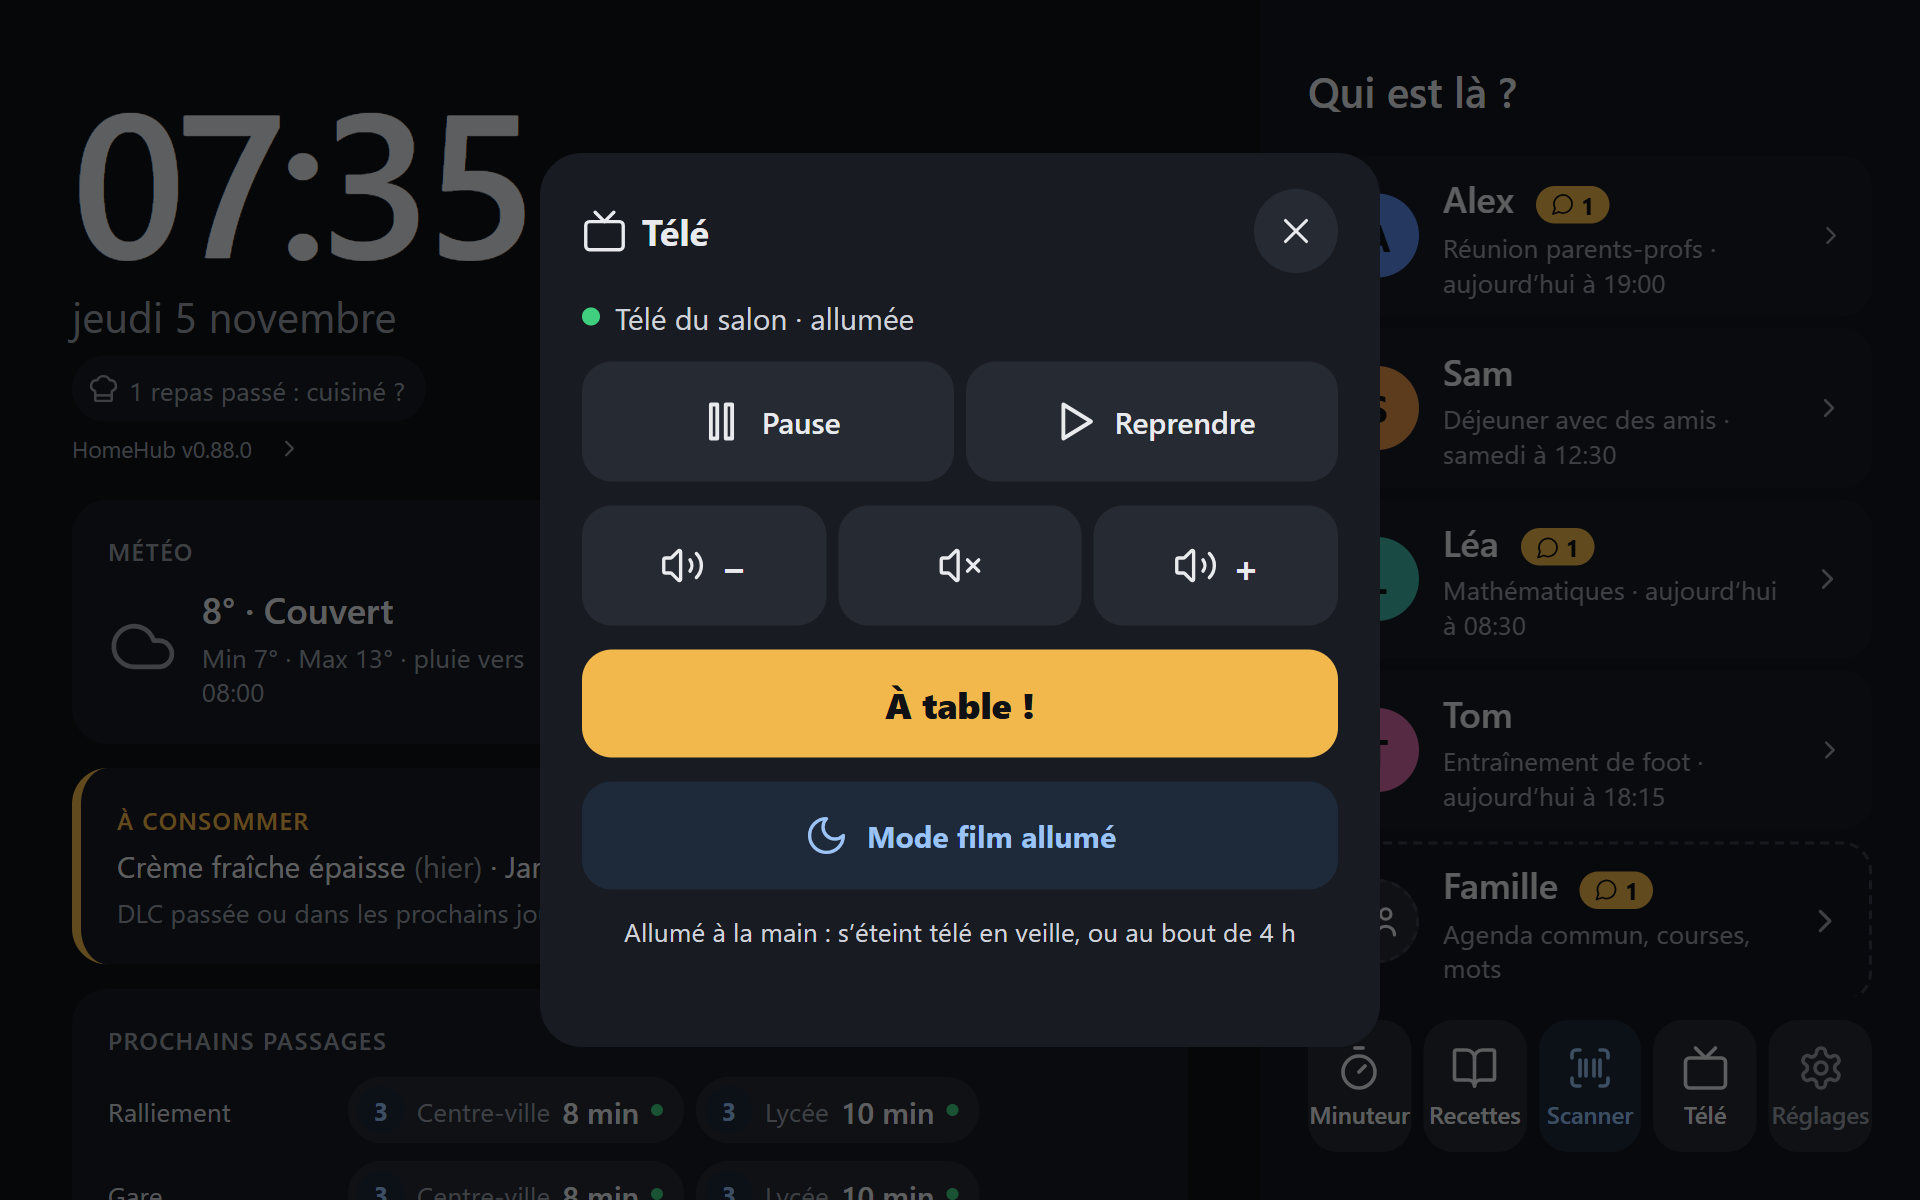 07:35
jeudi 5 novembre
1 repas passé : cuisiné ?
HomeHub v0.88.0
MÉTÉO
8° · Couvert
Min 7° · Max 13° · pluie vers
08:00
À CONSOMMER
Crème fraîche épaisse (hier) ·
DLC passée ou dans les prochains
PROCHAINS PASSAGES
Ralliement
3 Centre-ville 8 min
3 Lycée 10 min
Gare
3 Centre-ville 8 min
3 Lycée 10 min
Télé
Télé du salon · allumée
Pause
Reprendre
–
+
À table !
Mode film allumé
Allumé à la main : s’éteint télé en veille, ou au bout de 4 h
Qui est là ?
Alex 1
Réunion parents-profs ·
aujourd’hui à 19:00
Sam
Déjeuner avec des amis ·
samedi à 12:30
Léa 1
Mathématiques · aujourd’hui
à 08:30
Tom
Entraînement de foot ·
aujourd’hui à 18:15
Famille 1
Agenda commun, courses,
mots
Minuteur
Recettes
Scanner
Télé
Réglages